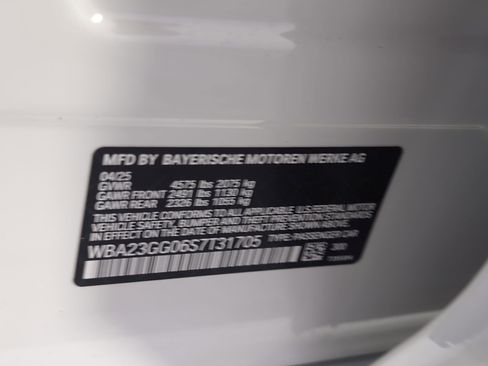 MFD BY BAYERISCHE MOTOREN WERKE AG
04/25
GVWR 4575 lbs 2075 kg
GAWR FRONT 2491 lbs 1130 kg
GAWR REAR 2326 lbs 1055 kg
THIS VEHICLE CONFORMS TO ALL APPLICABLE U.S. FEDERAL MOTOR
VEHICLE SAFETY, BUMPER, AND THEFT PREVENTION STANDARDS
IN EFFECT ON THE DATE OF MANUFACTURE SHOWN ABOVE.
WBA23GG06S7T31705 TYPE: PASSENGER CAR
300